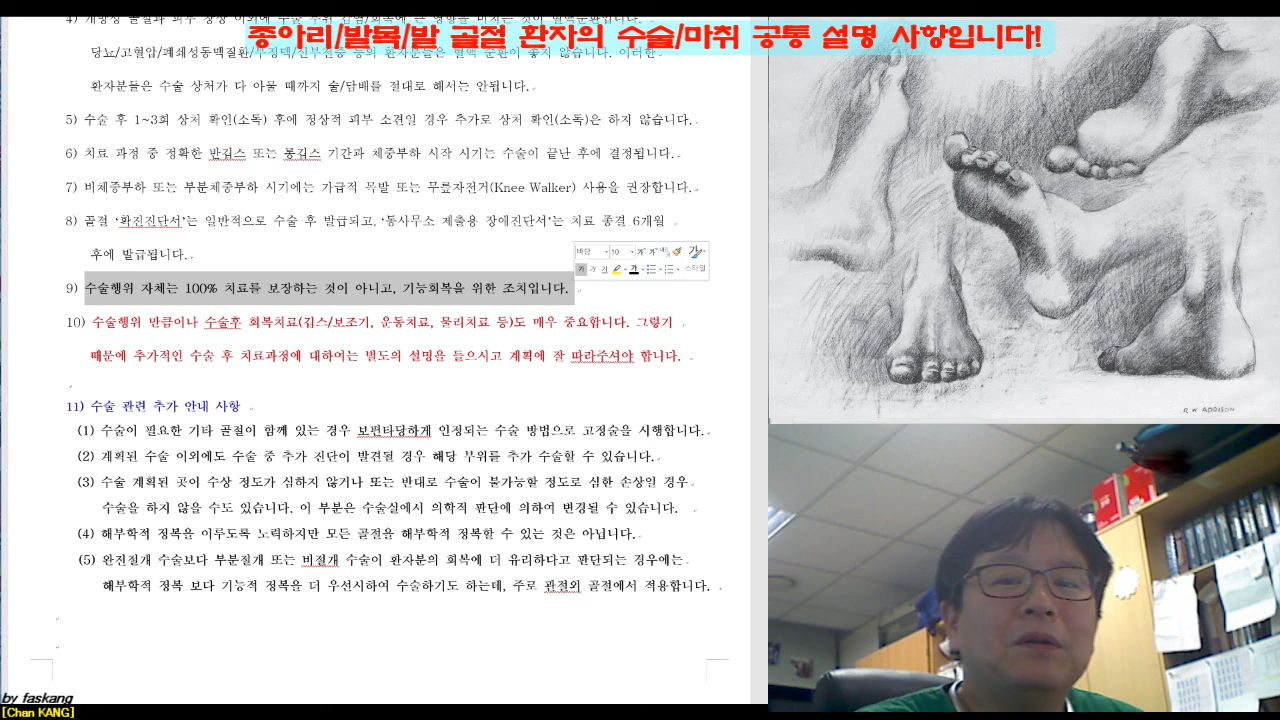 종아리/발목/발 골절 환자의 수술/마취 공통 설명 사항입니다!
환자분들은 수술 상처가 다 아물 때까지 술/담배를 절대로 해서는 안됩니다.
5) 수술 후 1~3회 상처 확인(소독) 후에 정상적 피부 소견일 경우 추가로 상처 확인(소독)은 하지 않습니다.
6) 치료 과정 중 정확한 반깁스 또는 통깁스 기간과 체중부하 시작 시기는 수술이 끝난 후에 결정됩니다.
7) 비체중부하 또는 부분체중부하 시기에는 가급적 목발 또는 무릎자전거(Knee Walker) 사용을 권장합니다.
8) 골절 '확진진단서'는 일반적으로 수술 후 발급되고, '동사무소 제출용 장애진단서'는 치료 종결 6개월
후에 발급됩니다.
바탕 10
스타일
9) 수술행위 자체는 100% 치료를 보장하는 것이 아니고, 기능회복을 위한 조치입니다.
10) 수술행위 만큼이나 수술후 회복치료(깁스/보조기, 운동치료, 물리치료 등)도 매우 중요합니다. 그렇기
때문에 추가적인 수술 후 치료과정에 대하여는 별도의 설명을 들으시고 계획에 잘 따라주셔야 합니다.
11) 수술 관련 추가 안내 사항
(1) 수술이 필요한 기타 골절이 함께 있는 경우 보편타당하게 인정되는 수술 방법으로 고정술을 시행합니다.
(2) 계획된 수술 이외에도 수술 중 추가 진단이 발견될 경우 해당 부위를 추가 수술할 수 있습니다.
(3) 수술 계획된 곳이 수상 정도가 심하지 않거나 또는 반대로 수술이 불가능할 정도로 심한 손상일 경우
수술을 하지 않을 수도 있습니다. 이 부분은 수술실에서 의학적 판단에 의하여 변경될 수 있습니다.
(4) 해부학적 정복을 이루도록 노력하지만 모든 골절을 해부학적 정복할 수 있는 것은 아닙니다.
(5) 완전절개 수술보다 부분절개 또는 비절개 수술이 환자분의 회복에 더 유리하다고 판단되는 경우에는
해부학적 정복 보다 기능적 정복을 더 우선시하여 수술하기도 하는데, 주로 관절외 골절에서 적용합니다.
R W ADDISON
by faskang
[Chan KANG]